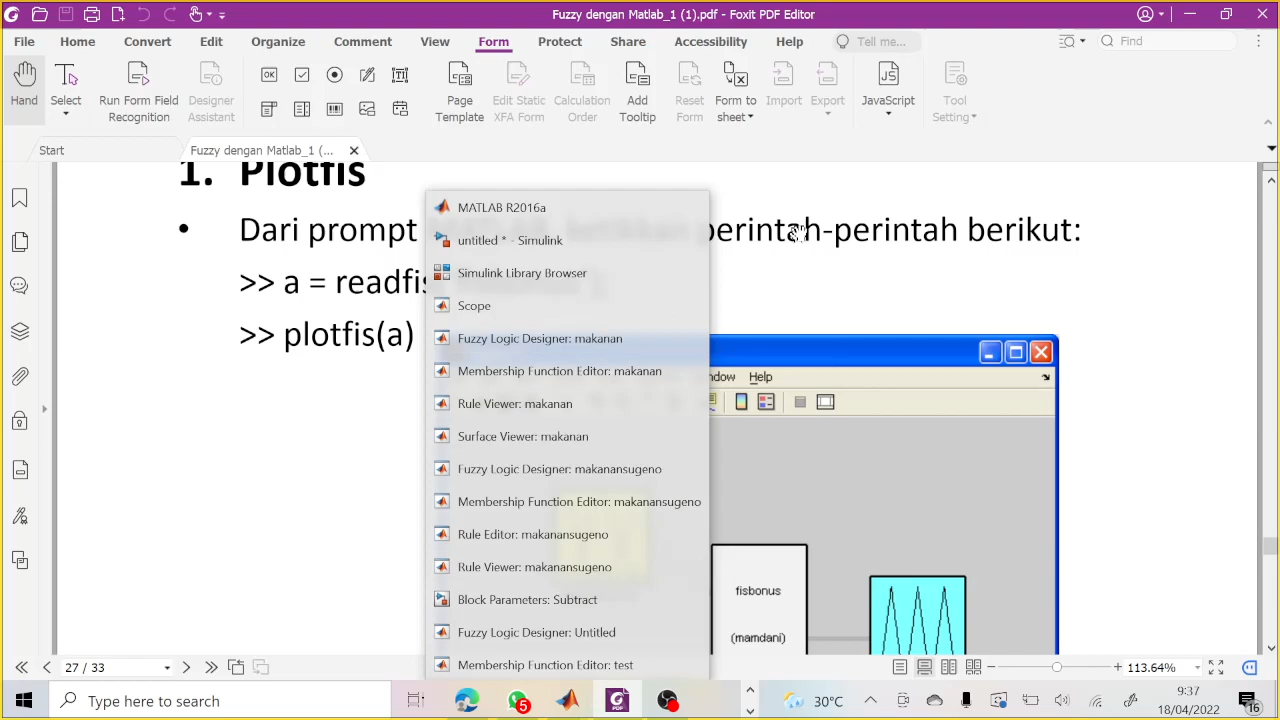 Fuzzy dengan Matlab_1 (1).pdf - Foxit PDF Editor
File Home Convert Edit Organize Comment View Form Protect Share Accessibility Help Tell me... Find
Hand
Select
Run Form Field Recognition
Designer Assistant
Page Template
Edit Static XFA Form
Calculation Order
Add Tooltip
Reset Form
Form to sheet
Import
Export
JavaScript
Tool Setting
Start
Fuzzy dengan Matlab_1 (...
1. Plotfis
• Dari prompt perintah-perintah berikut:
>> a = readfis
>> plotfis(a)
MATLAB R2016a
untitled * - Simulink
Simulink Library Browser
Scope
Fuzzy Logic Designer: makanan
Membership Function Editor: makanan
Rule Viewer: makanan
Surface Viewer: makanan
Fuzzy Logic Designer: makanansugeno
Membership Function Editor: makanansugeno
Rule Editor: makanansugeno
Rule Viewer: makanansugeno
Block Parameters: Subtract
Fuzzy Logic Designer: Untitled
Membership Function Editor: test
ndow Help
fisbonus
(mamdani)
27 / 33
113.64%
Type here to search
5
30°C
9:37
18/04/2022
16